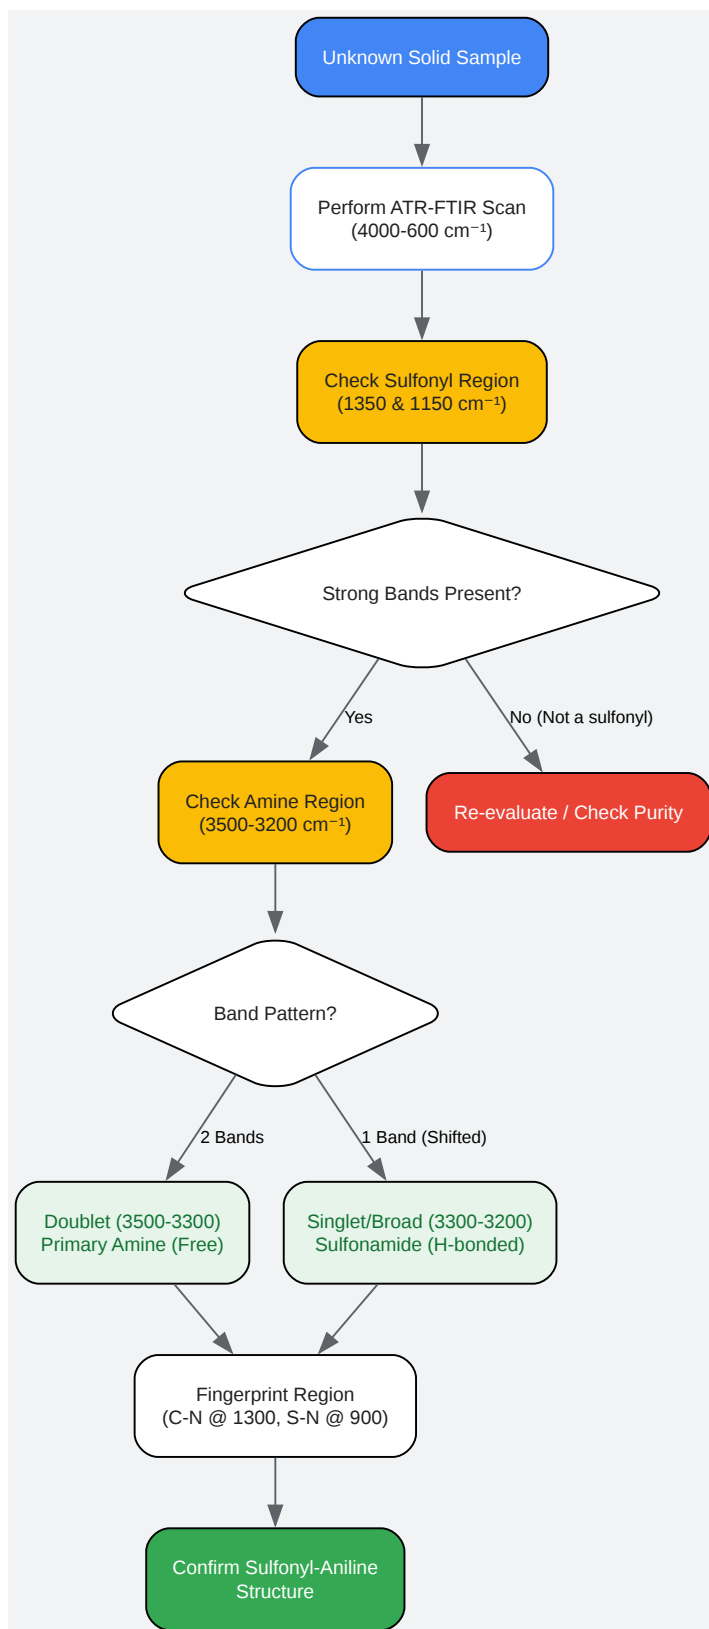 Unknown Solid Sample
Perform ATR-FTIR Scan
(4000-600 cm⁻¹)
Check Sulfonyl Region
(1350 & 1150 cm⁻¹)
Strong Bands Present?
Yes
No (Not a sulfonyl)
Check Amine Region
(3500-3200 cm⁻¹)
Re-evaluate / Check Purity
Band Pattern?
2 Bands
1 Band (Shifted)
Doublet (3500-3300)
Primary Amine (Free)
Singlet/Broad (3300-3200)
Sulfonamide (H-bonded)
Fingerprint Region
(C-N @ 1300, S-N @ 900)
Confirm Sulfonyl-Aniline
Structure